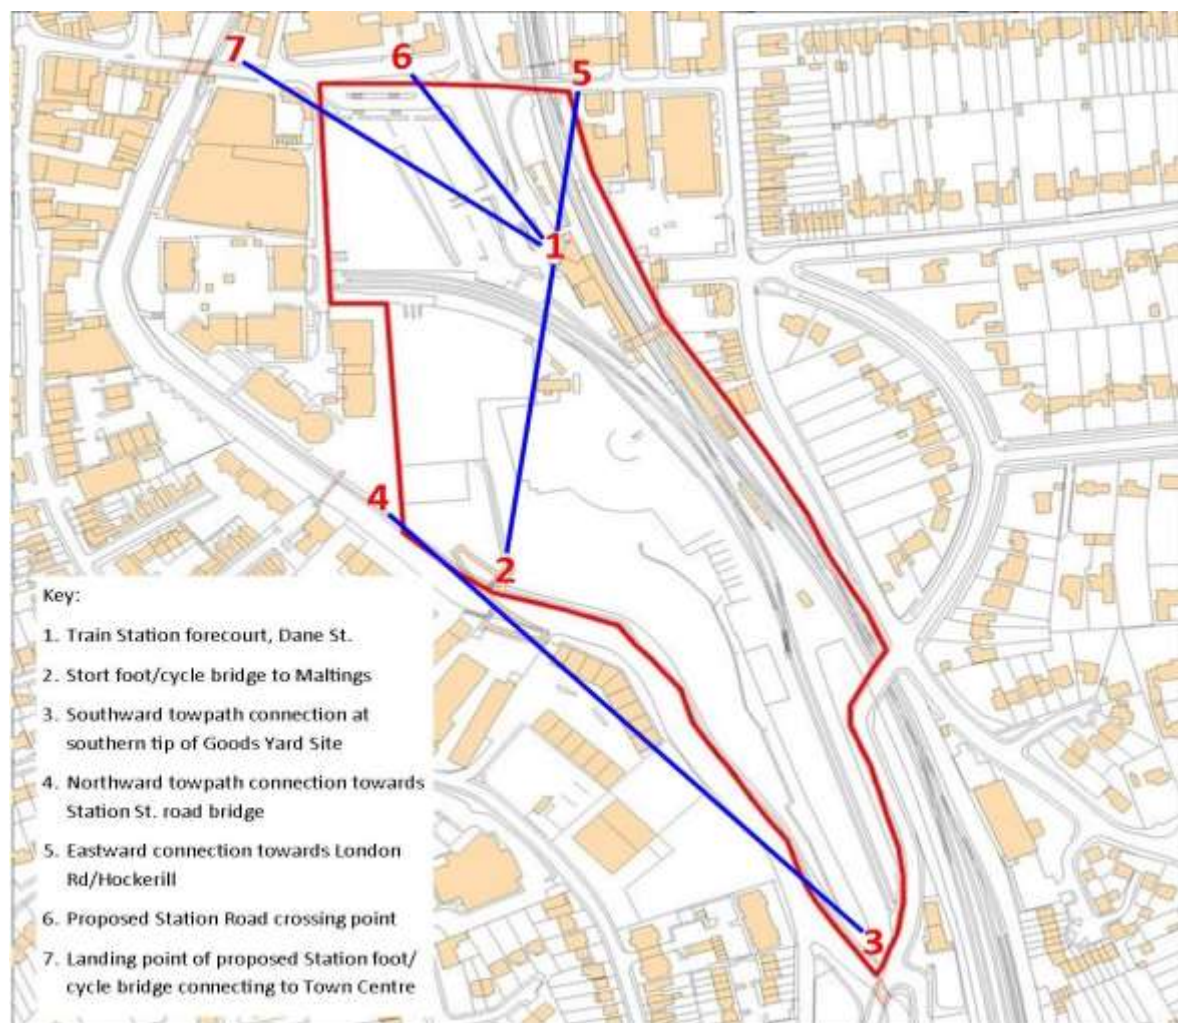 7
6
5
1
4
2
3
Key:
1. Train Station forecourt, Dane St.
2. Stort foot/cycle bridge to Maltings
3. Southward towpath connection at
southern tip of Goods Yard Site
4. Northward towpath connection towards
Station St. road bridge
5. Eastward connection towards London
Rd/Hockerill
6. Proposed Station Road crossing point
7. Landing point of proposed Station foot/
cycle bridge connecting to Town Centre